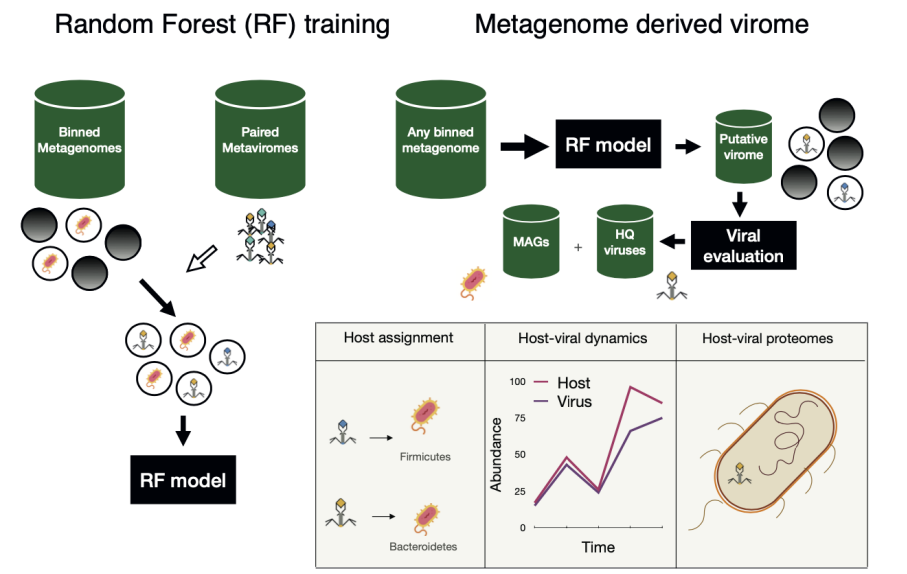 Random Forest (RF) training
Metagenome derived virome
Binned
Metagenomes
Paired
Metaviromes
Any binned
metagenome
RF model
Putative
virome
MAGs
+
HQ
viruses
Viral
evaluation
RF model
Host assignment
Host-viral dynamics
Host-viral proteomes
Firmicutes
Bacteroidetes
100
75
50
25
0
Host
Virus
Abundance
Time